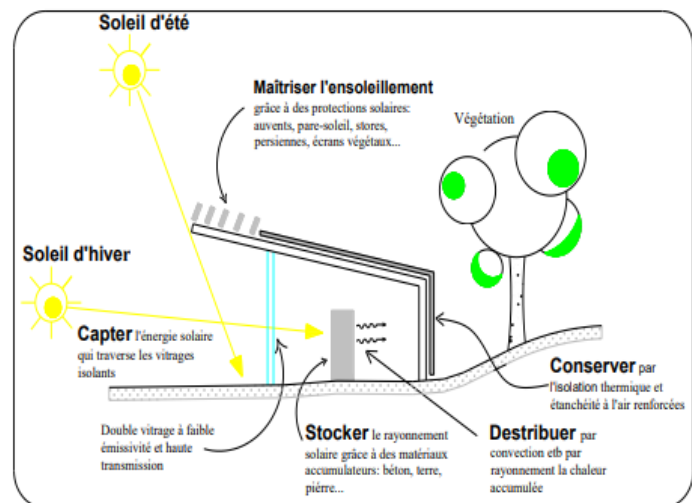 Soleil d'été
Maîtriser l'ensoleillement
grâce à des protections solaires:
auvents, pare-soleil, stores,
persiennes, écrans végétaux...
Végétation
Soleil d'hiver
Capter l'énergie solaire
qui traverse les vitrages
isolants
Conserver par
l'isolation thermique et
étanchéité à l'air renforcées
Double vitrage à faible
émissivité et haute
transmission
Stocker le rayonnement
solaire grâce à des matériaux
accumulateurs: béton, terre,
piérre...
Destribuer par
convection etb par
rayonnement la chaleur
accumulée